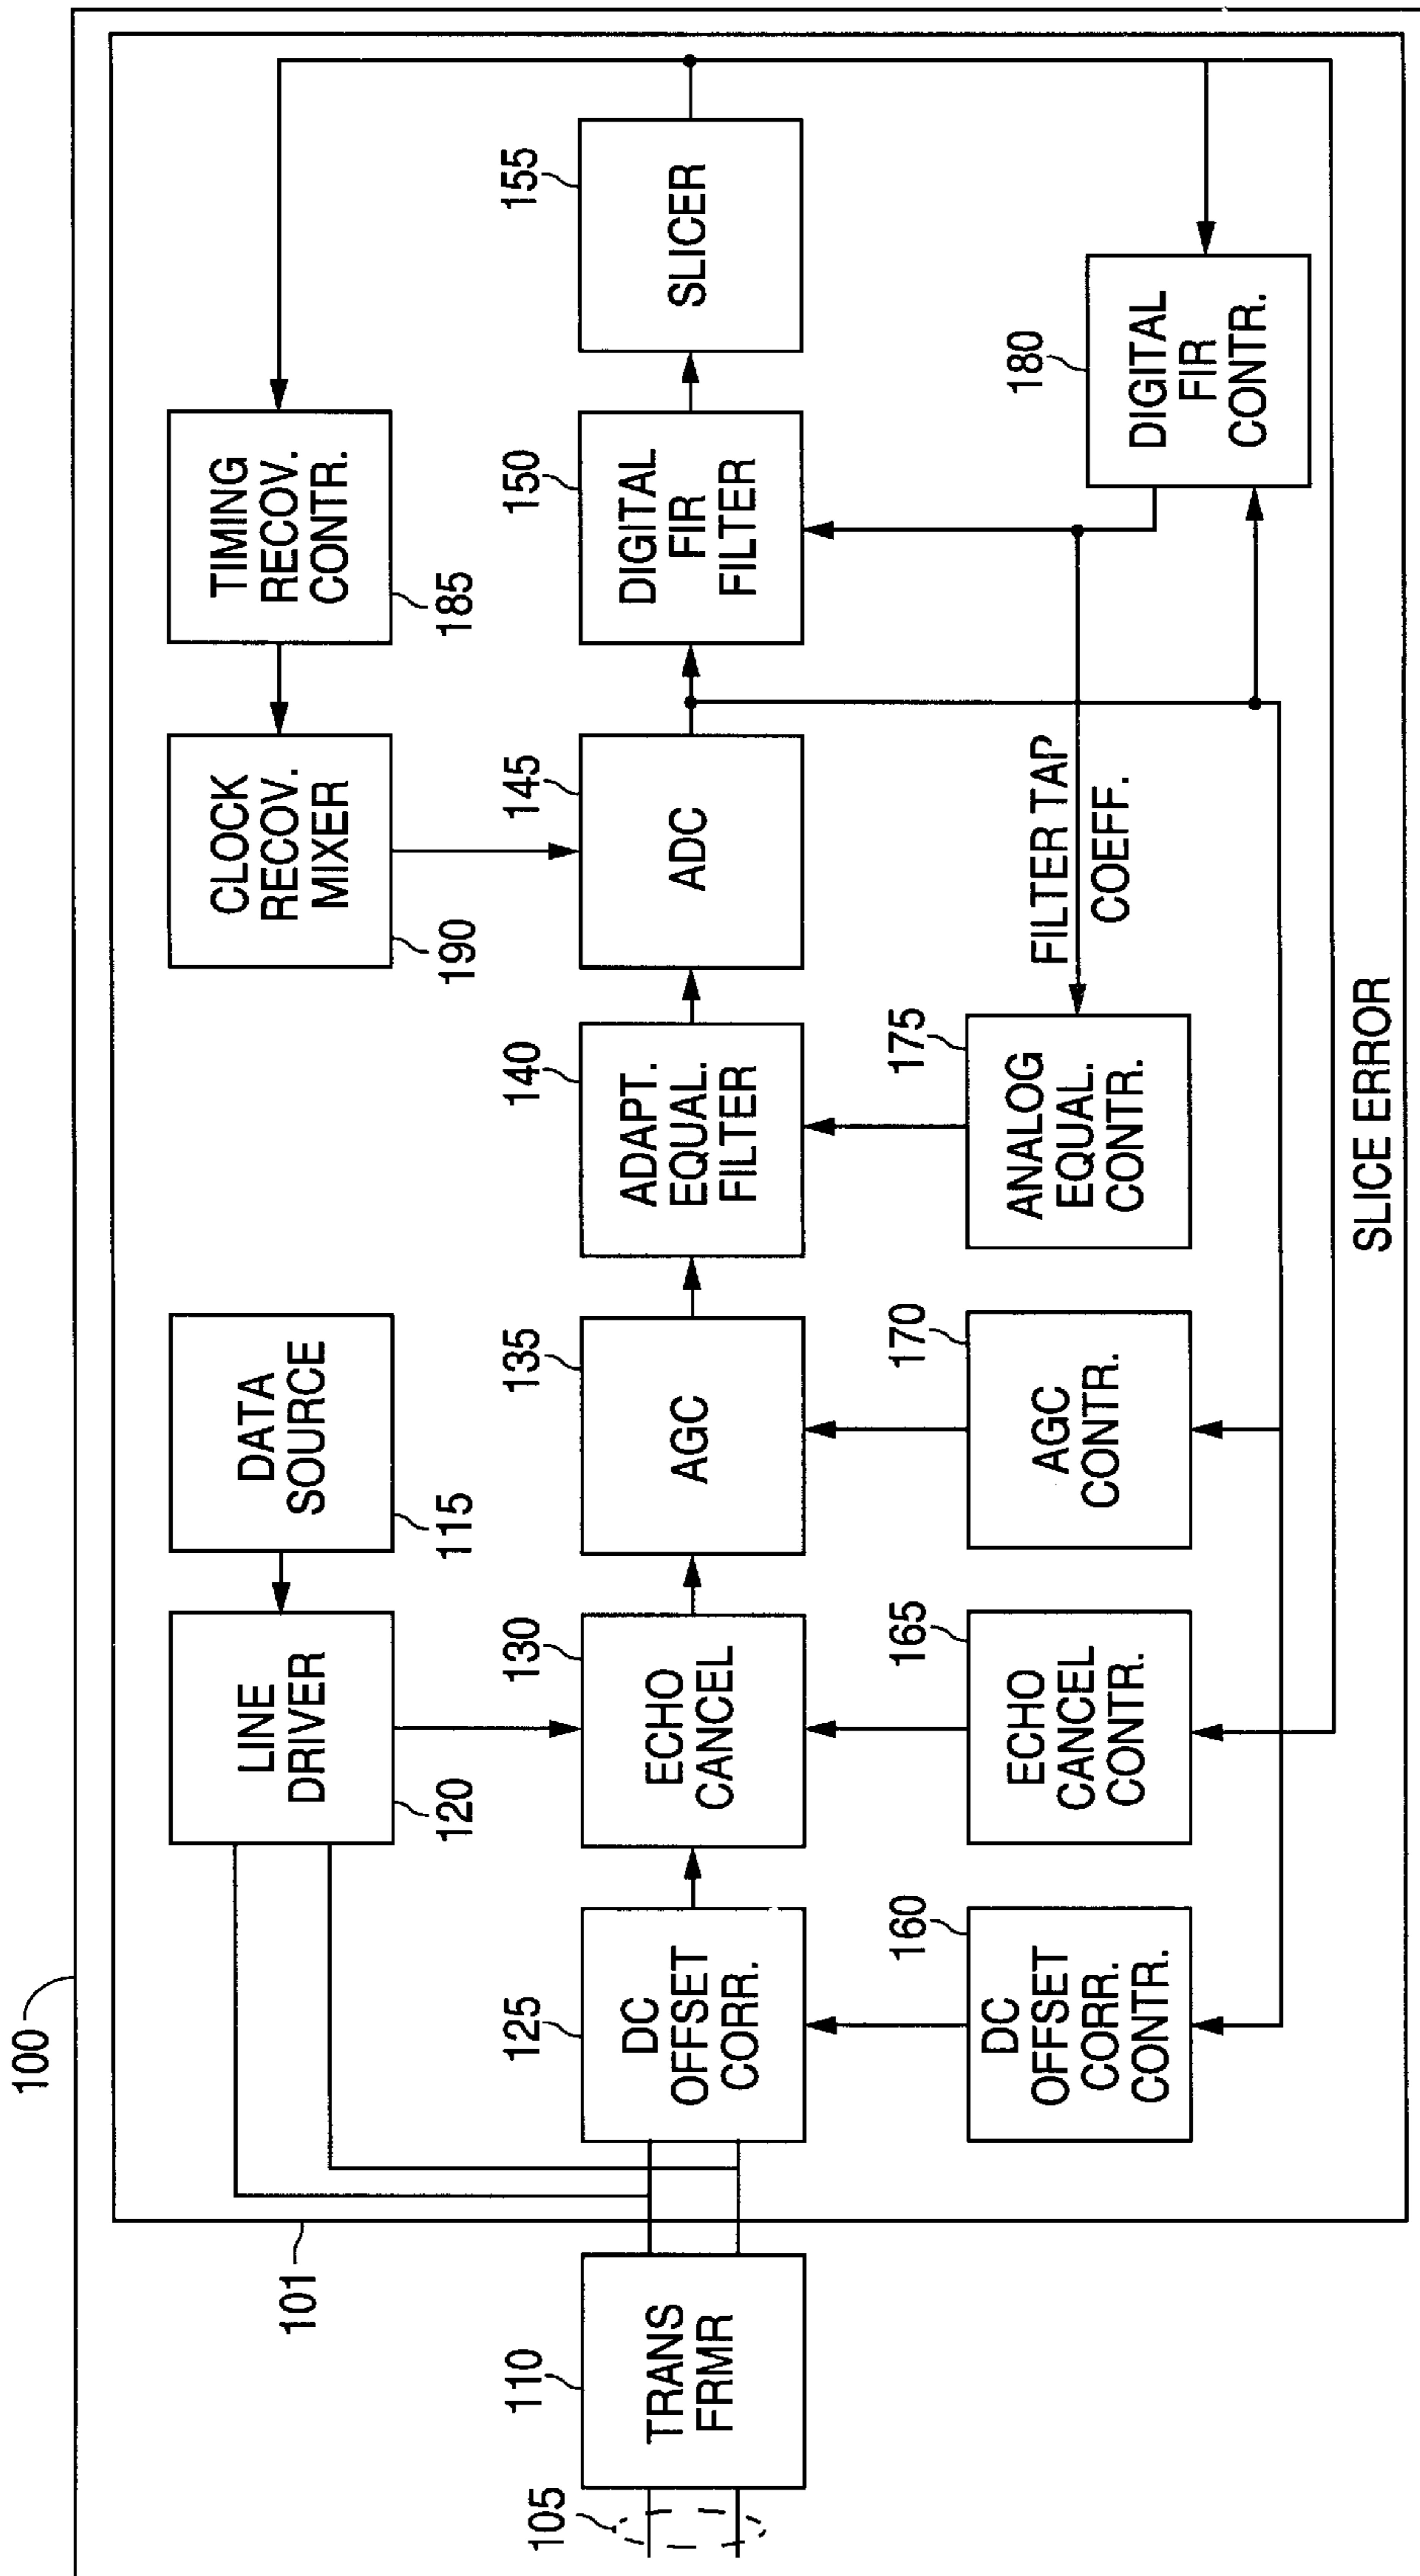 100
101
DATA
SOURCE
115
LINE
DRIVER
120
CLOCK
RECOV.
MIXER
190
TIMING
RECOV.
CONTR.
185
105
110
TRANS
FRMR
125
DC
OFFSET
CORR.
130
ECHO
CANCEL
135
AGC
140
ADAPT.
EQUAL.
FILTER
145
ADC
150
DIGITAL
FIR
FILTER
155
SLICER
160
DC
OFFSET
CORR.
CONTR.
165
ECHO
CANCEL
CONTR.
170
AGC
CONTR.
175
ANALOG
EQUAL.
CONTR.
FILTER TAP
COEFF.
180
DIGITAL
FIR
CONTR.
SLICE ERROR